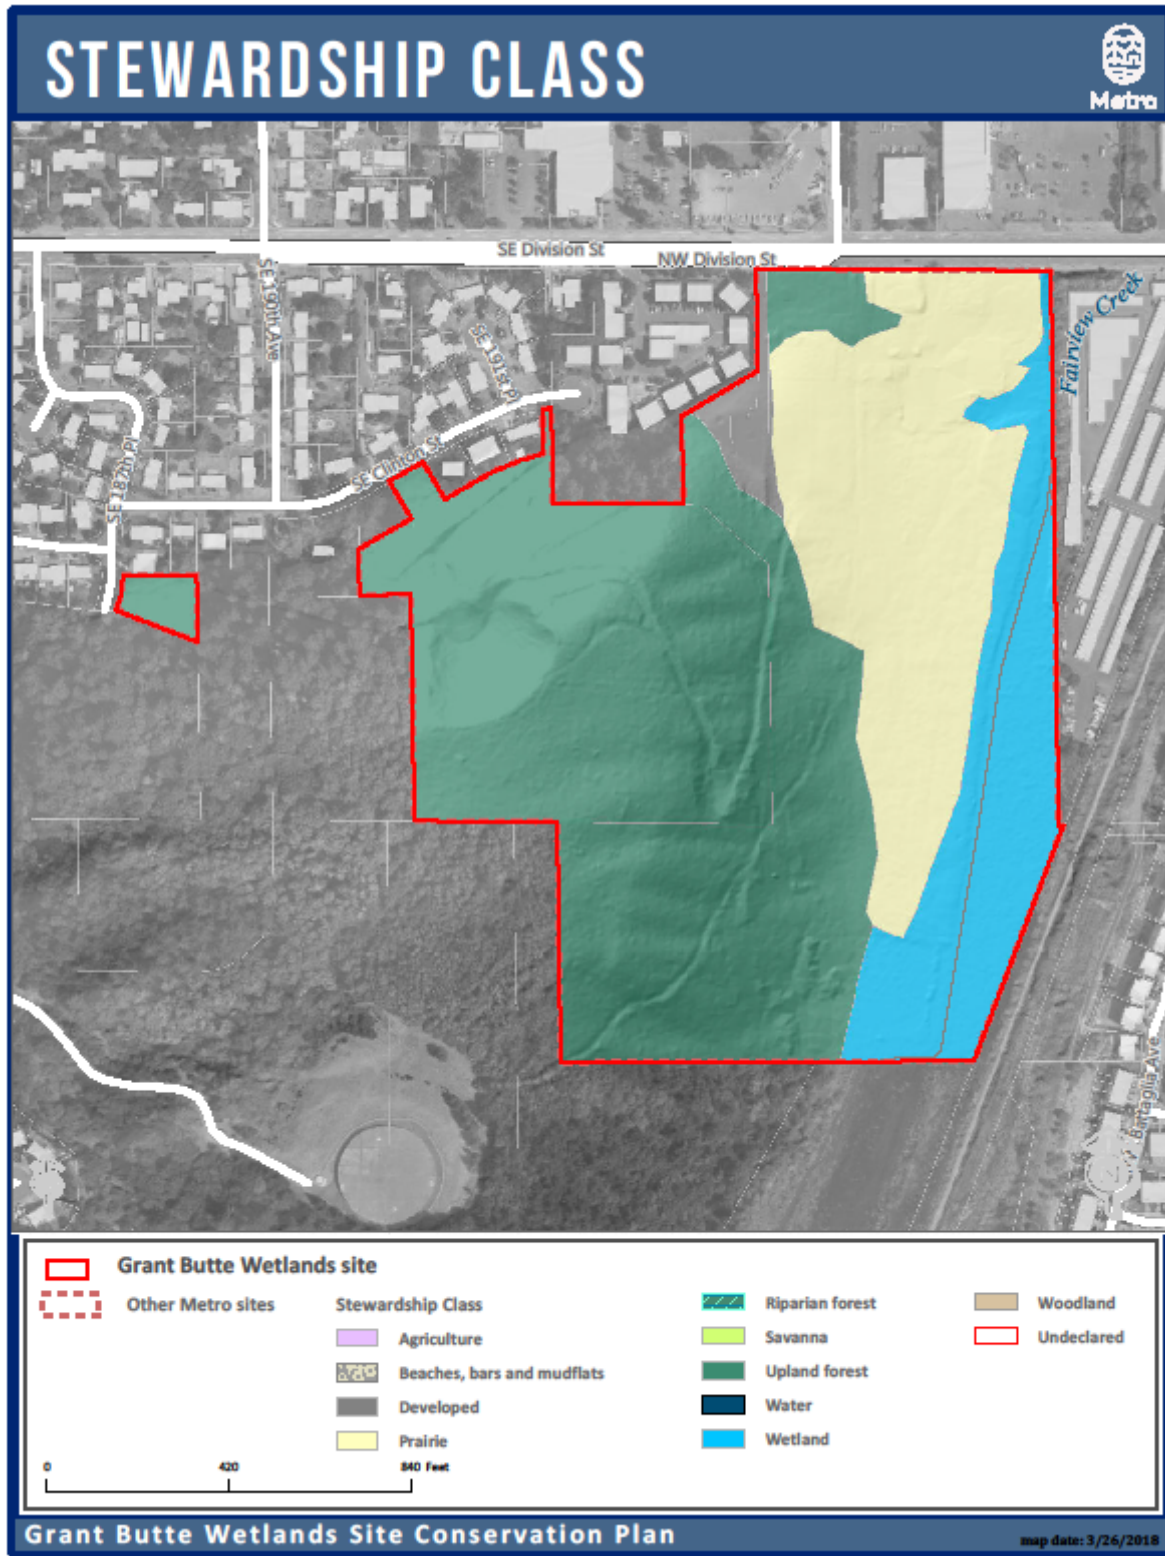 STEWARDSHIP CLASS
Metro
SE Division St
NW Division St
SE 190th Ave
Fairview Creek
SE 191st Pl
SE Clinton St
SE 187th Pl
Battaglia Ave
Grant Butte Wetlands site
Other Metro sites
Stewardship Class
Agriculture
Beaches, bars and mudflats
Developed
Prairie
Riparian forest
Savanna
Upland forest
Water
Wetland
Woodland
Undeclared
0 420 840 Feet
Grant Butte Wetlands Site Conservation Plan
map date: 3/26/2018